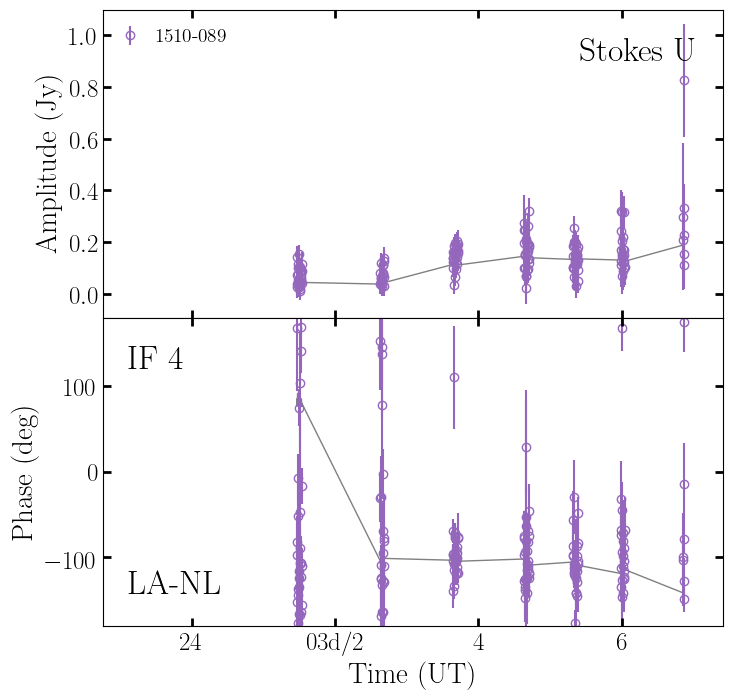 1510-089
Stokes U
1.0
0.8
0.6
0.4
0.2
0.0
Amplitude (Jy)
IF 4
LA-NL
100
0
−100
Phase (deg)
24
03d/2
4
6
Time (UT)